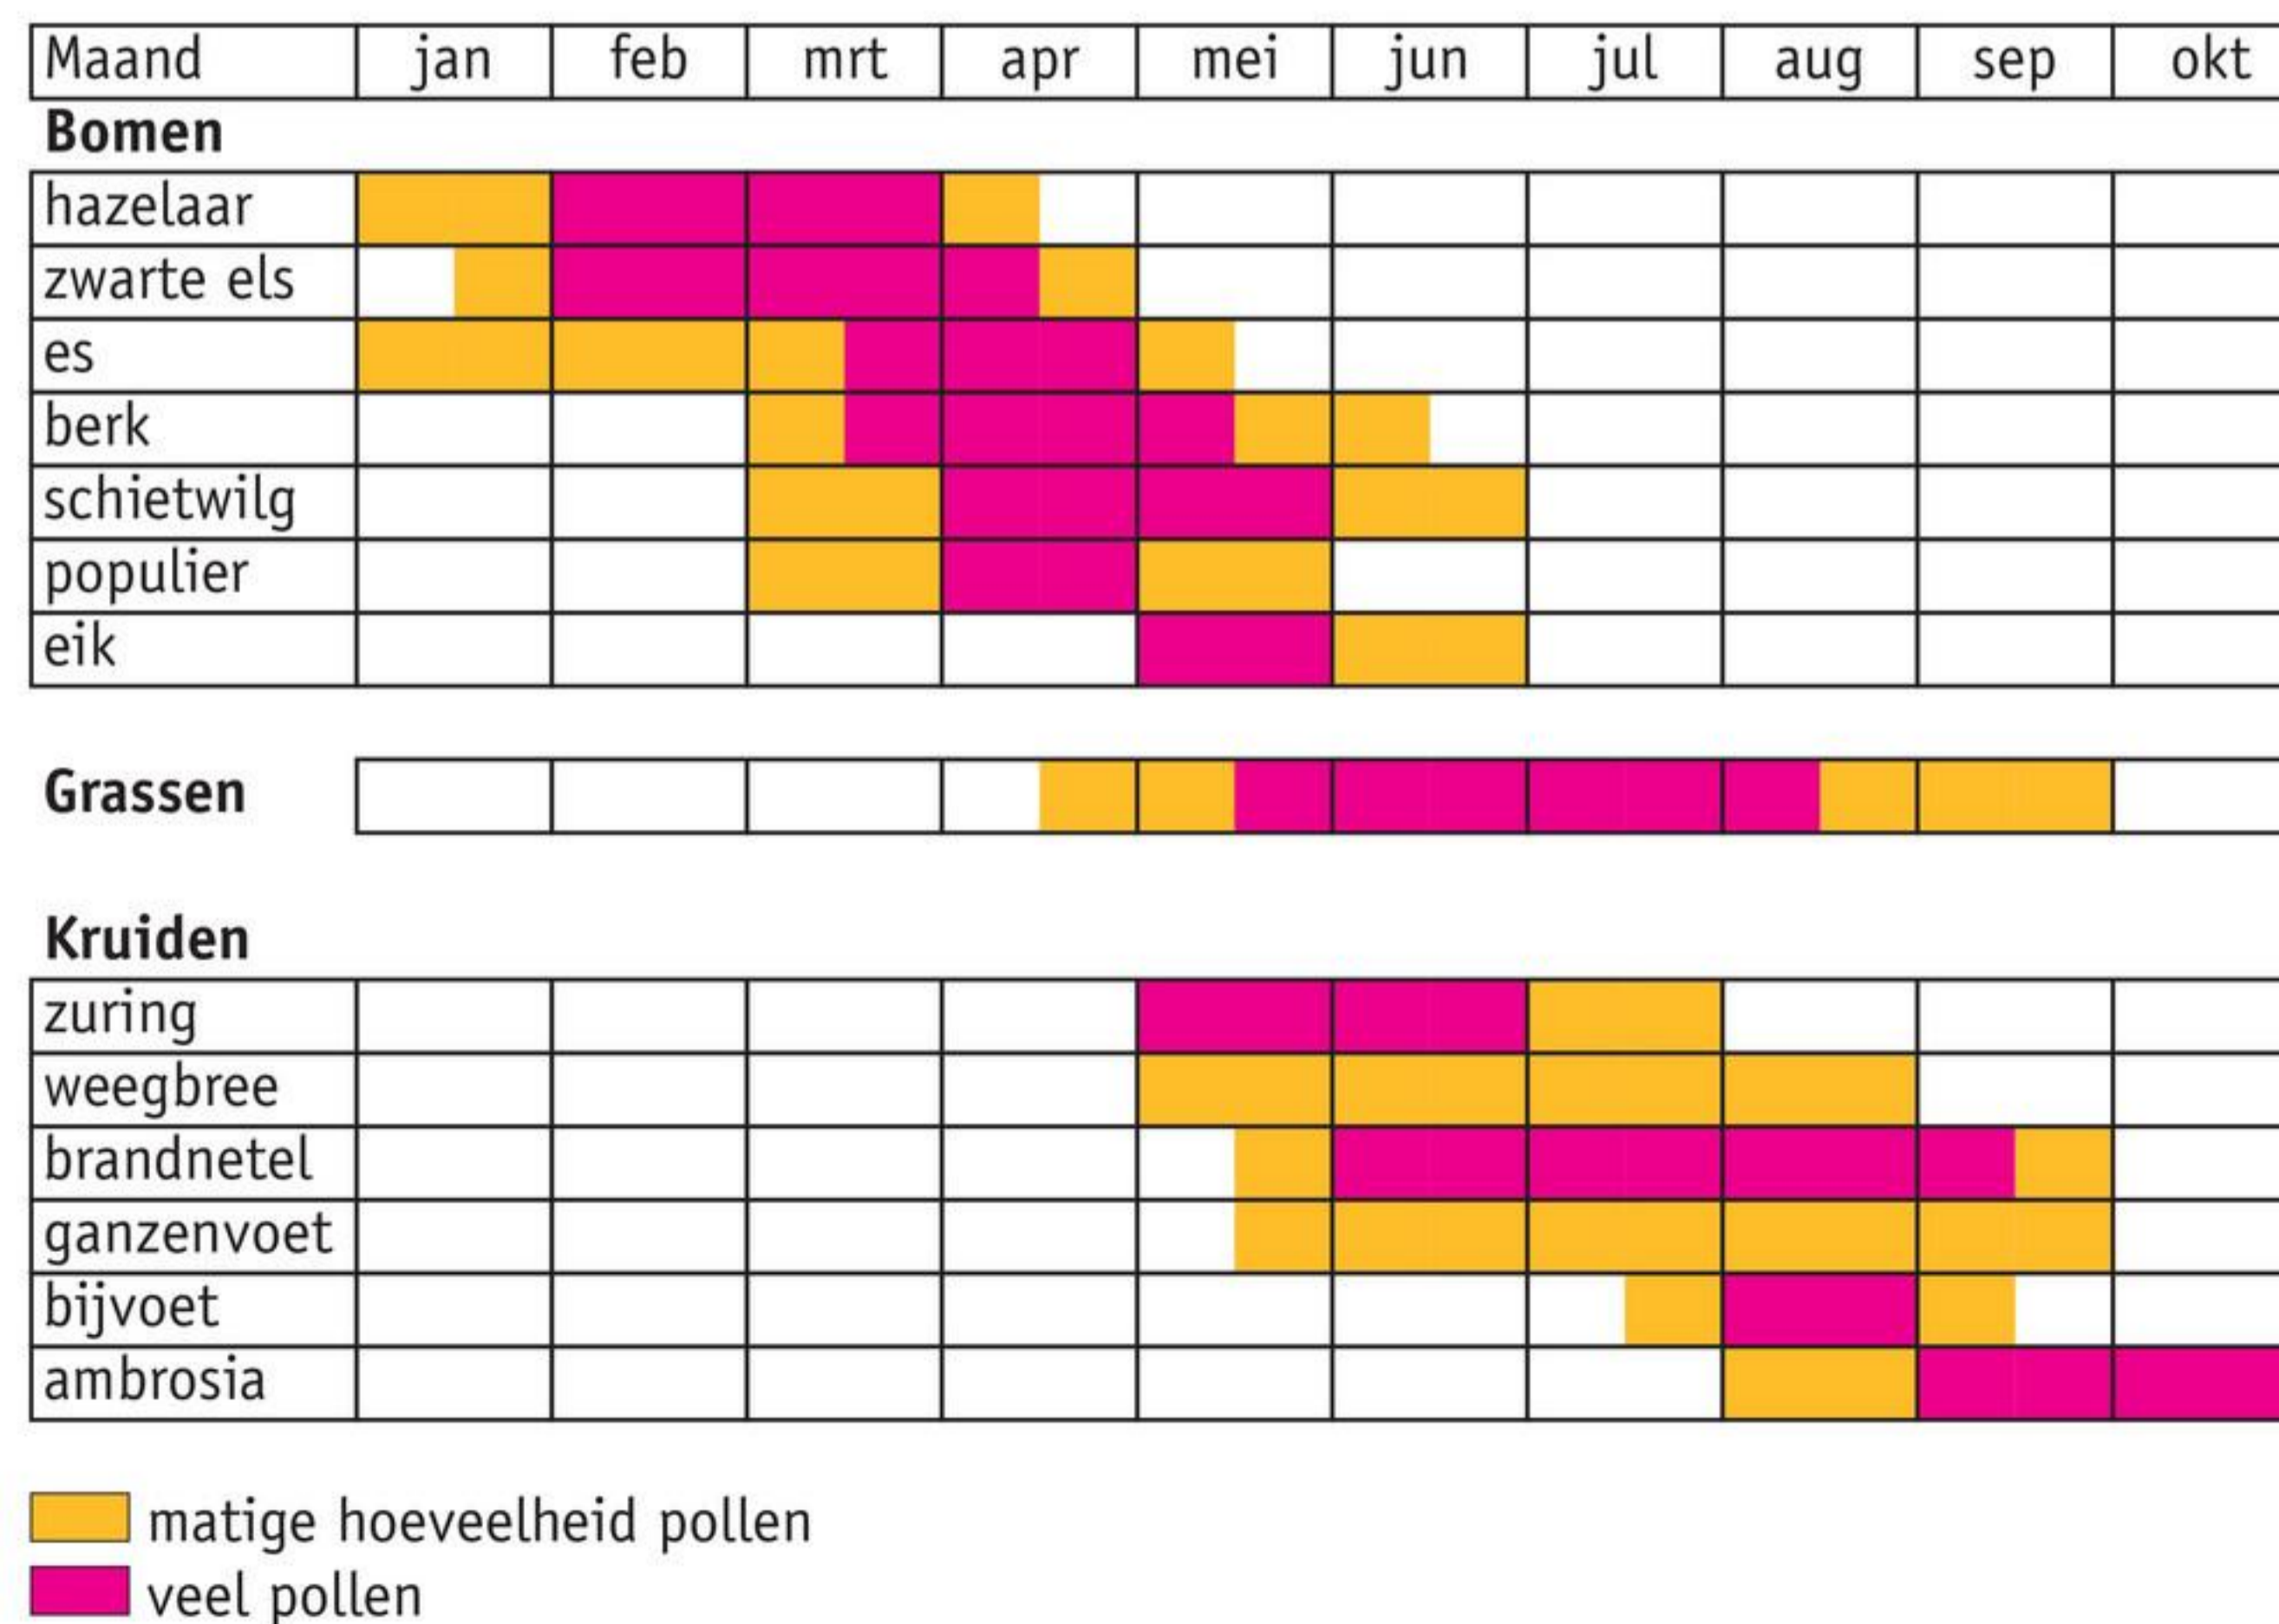 Maand jan feb mrt apr mei jun jul aug sep okt
Bomen
hazelaar
zwarte els
es
berk
schietwilg
populier
eik
Grassen
Kruiden
zuring
weegbree
brandnetel
ganzenvoet
bijvoet
ambrosia
matige hoeveelheid pollen
veel pollen